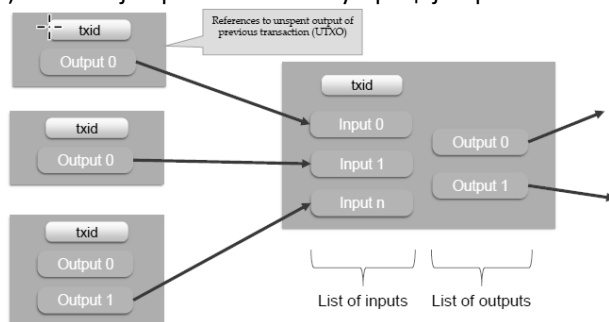 txid
References to unspent output of
previous transaction (UTXO)
Output 0
txid
Output 0
txid
Output 0
Output 1
txid
Input 0
Input 1
Input n
Output 0
Output 1
List of inputs
List of outputs